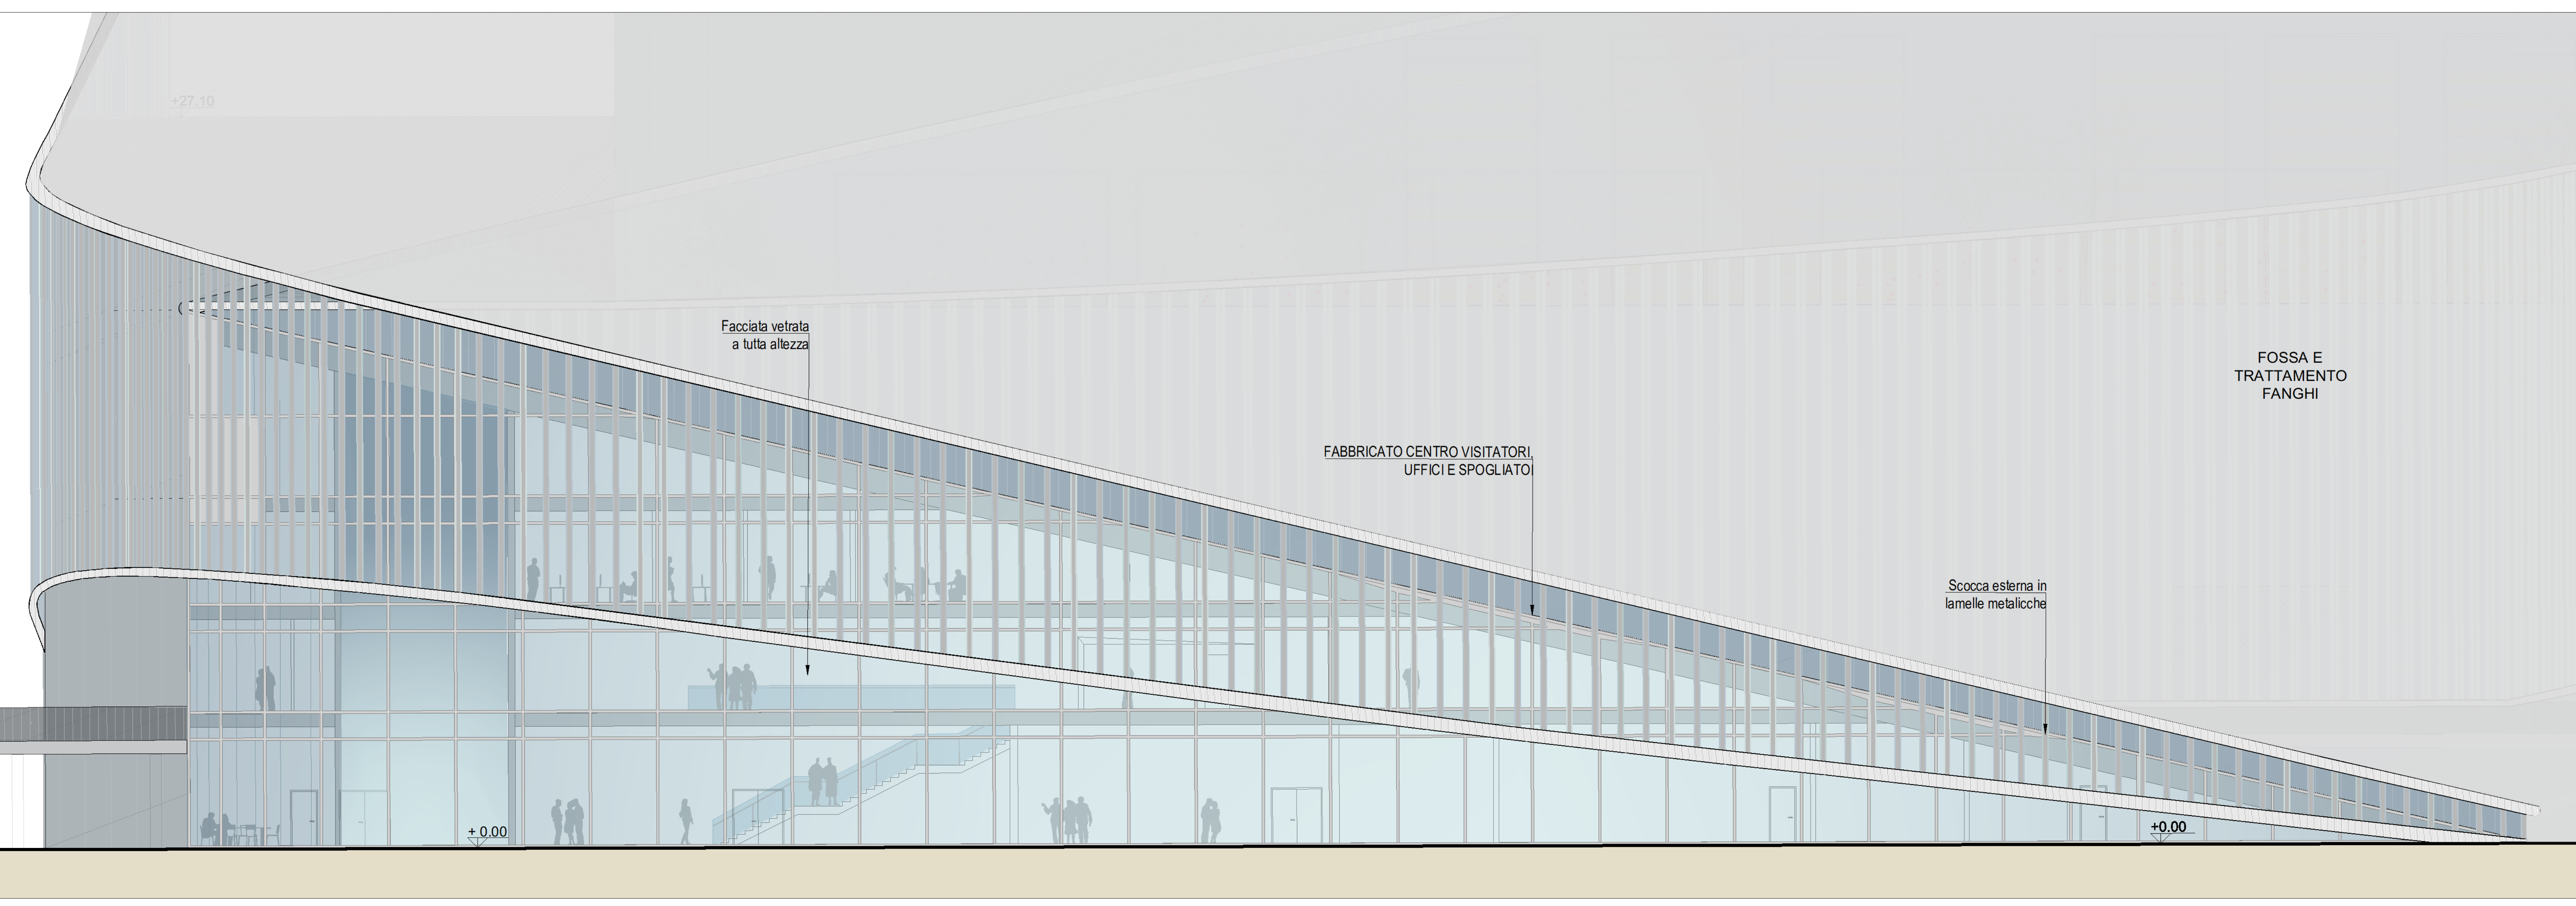 +27.10
Facciata vetrata
a tutta altezza
FOSSA E
TRATTAMENTO
FANGHI
FABBRICATO CENTRO VISITATORI,
UFFICI E SPOGLIATOI
Scocca esterna in
lamelle metalicche
+ 0.00
+0.00